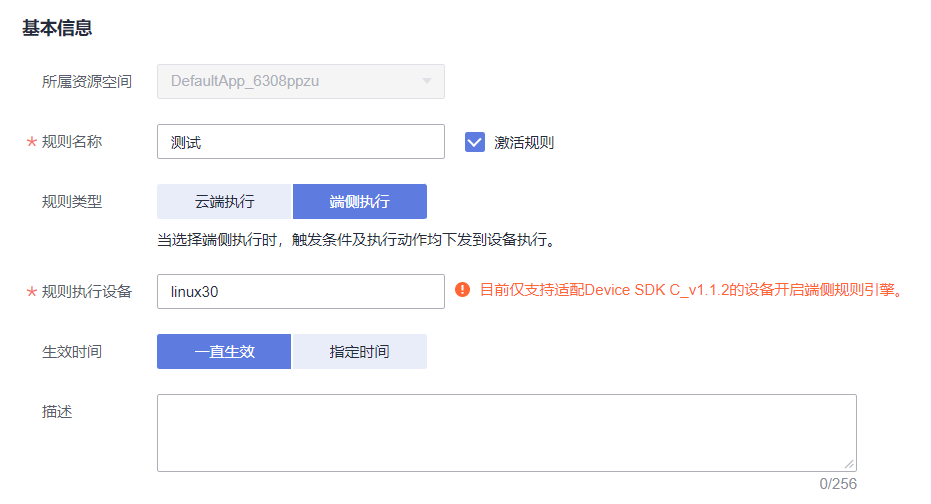 基本信息
所属资源空间 DefaultApp_6308ppzu
* 规则名称 测试 激活规则
规则类型 云端执行 端侧执行
当选择端侧执行时，触发条件及执行动作均下发到设备执行。
* 规则执行设备 linux30 目前仅支持适配Device SDK C_v1.1.2的设备开启端侧规则引擎。
生效时间 一直生效 指定时间
描述
0/256